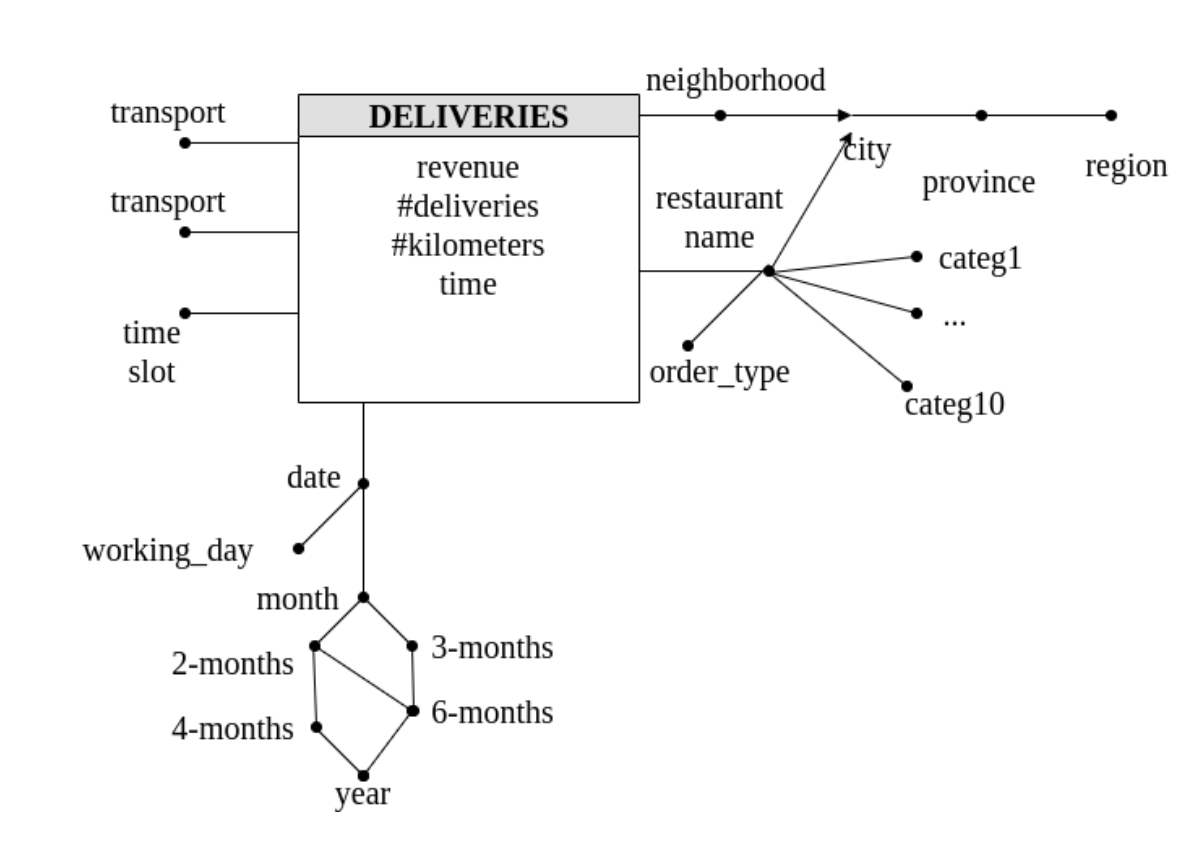 neighborhood
transport
DELIVERIES
revenue
#deliveries
#kilometers
time
city
province
region
transport
restaurant
name
categ1
...
time
slot
order_type
categ10
date
working_day
month
2-months
3-months
4-months
6-months
year